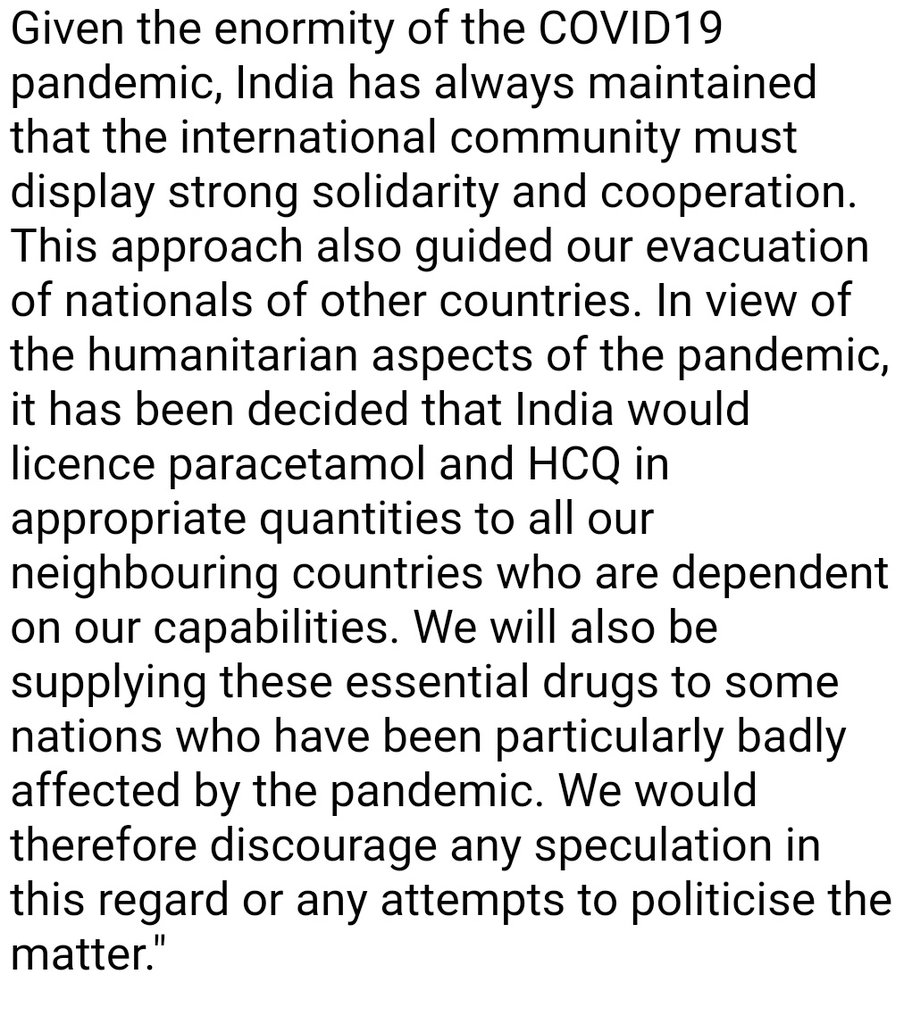 Given the enormity of the COVID19
pandemic, India has always maintained
that the international community must
display strong solidarity and cooperation.
This approach also guided our evacuation
of nationals of other countries. In view of
the humanitarian aspects of the pandemic,
it has been decided that India would
licence paracetamol and HCQ in
appropriate quantities to all our
neighbouring countries who are dependent
on our capabilities. We will also be
supplying these essential drugs to some
nations who have been particularly badly
affected by the pandemic. We would
therefore discourage any speculation in
this regard or any attempts to politicise the
matter."